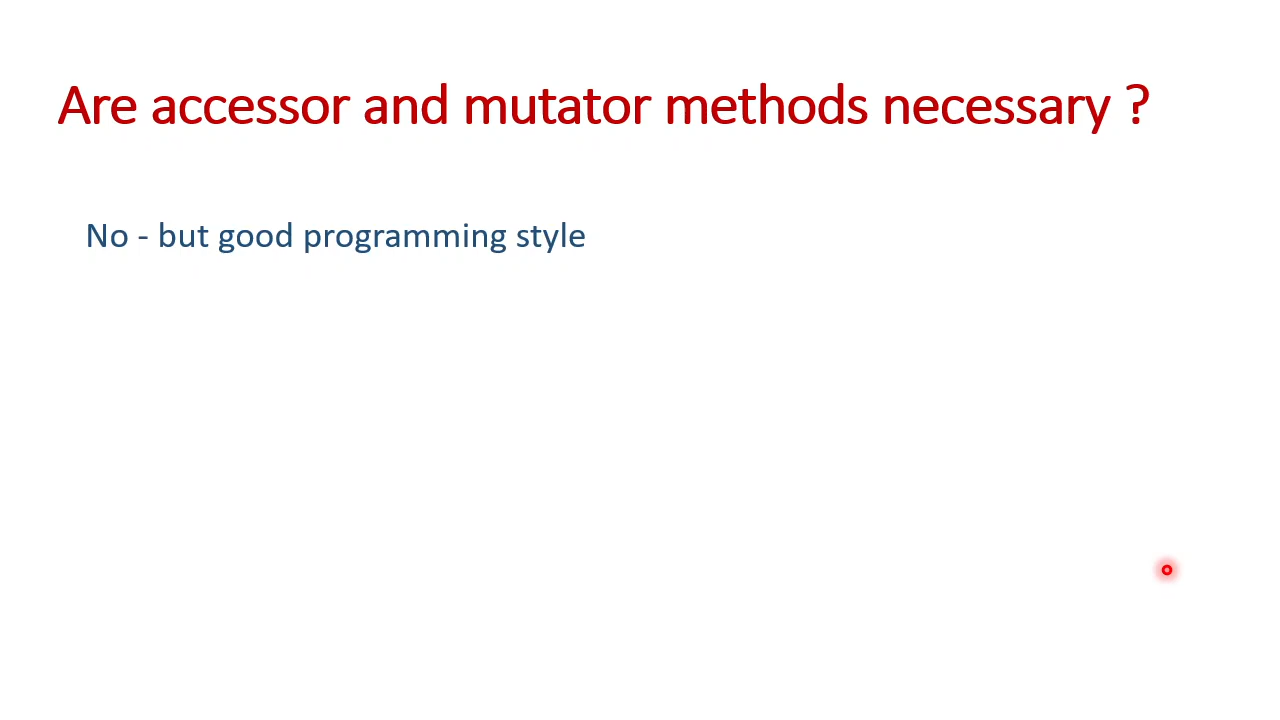 Are accessor and mutator methods necessary ?
No - but good programming style